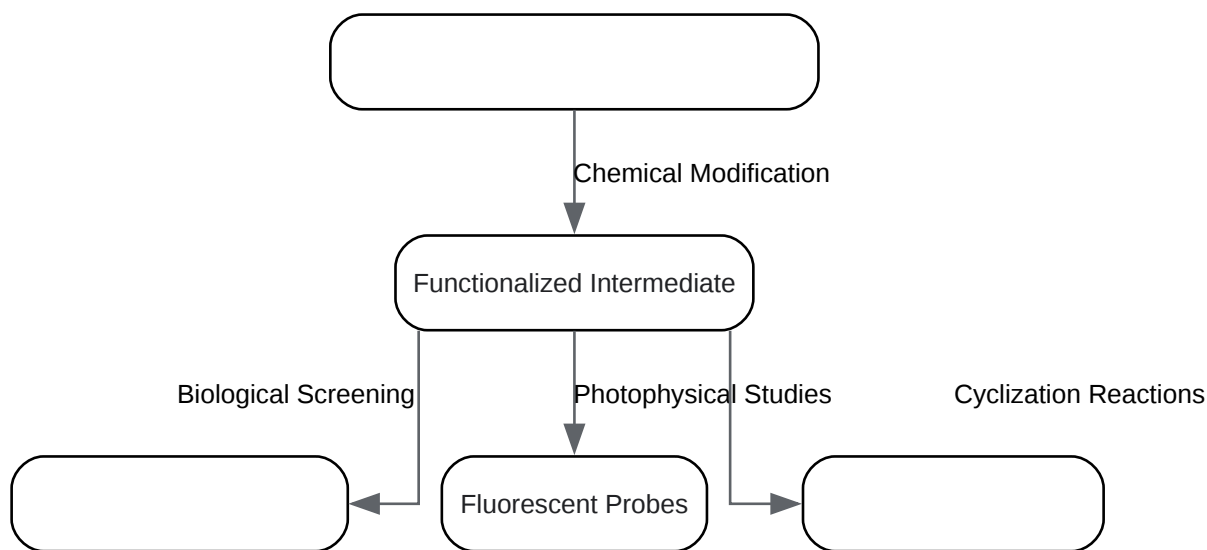 Chemical Modification
Functionalized Intermediate
Biological Screening
Photophysical Studies
Cyclization Reactions
Fluorescent Probes